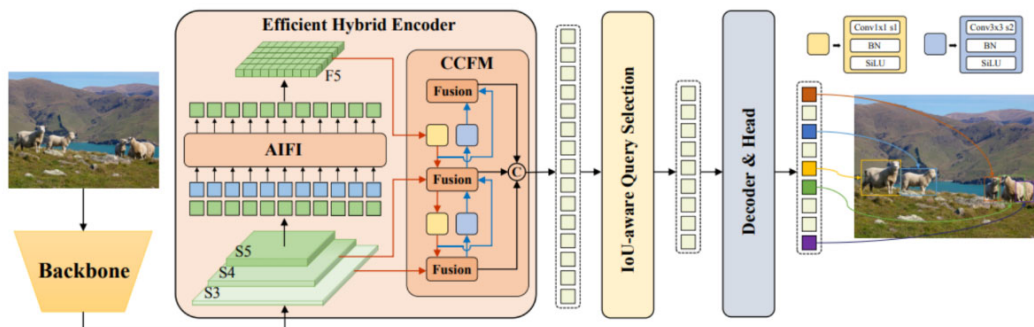 Efficient Hybrid Encoder
F5
CCFM
Fusion
AIFI
Fusion
C
S5
S4
S3
Fusion
Backbone
IoU-aware Query Selection
Decoder & Head
Conv1x1 s1
BN
SiLU
Conv3x3 s2
BN
SiLU